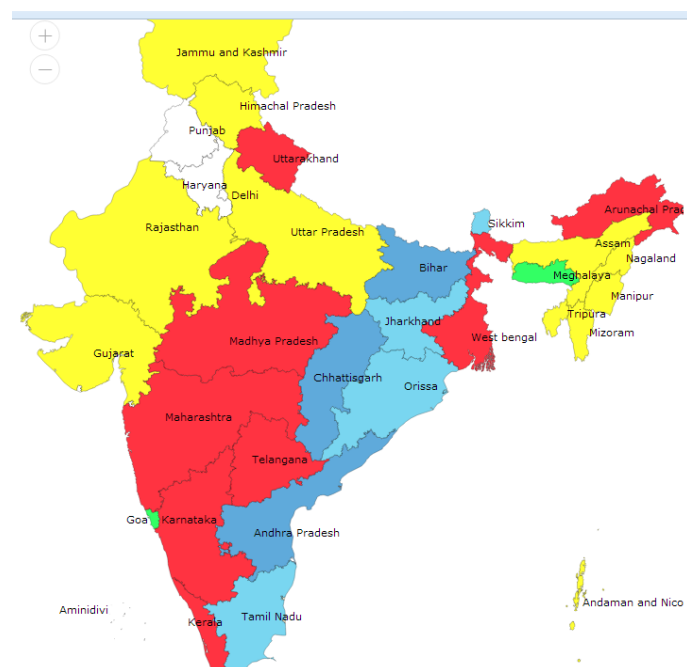 Jammu and Kashmir
Himachal Pradesh
Punjab
Uttarakhand
Haryana
Delhi
Arunachal Prac
Rajasthan
Uttar Pradesh
Sikkim
Assam
Nagaland
Bihar
Meghalaya
Manipur
Tripura
Jharkhand
Mizoram
West bengal
Madhya Pradesh
Gujarat
Chhattisgarh
Orissa
Maharashtra
Telangana
Goa
Karnataka
Andhra Pradesh
Aminidivi
Andaman and Nico
Tamil Nadu
Kerala